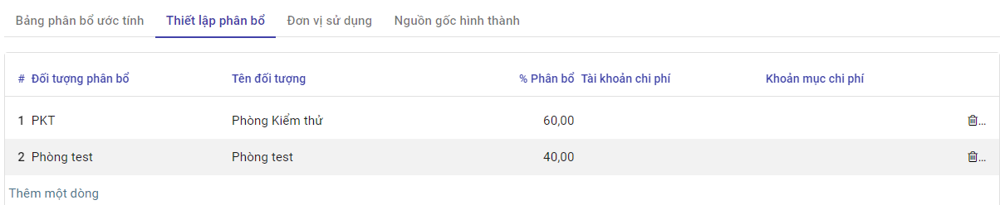 Bảng phân bổ ước tính Thiết lập phân bổ Đơn vị sử dụng Nguồn gốc hình thành
# Đối tượng phân bổ Tên đối tượng % Phân bổ Tài khoản chi phí Khoản mục chi phí
1 PKT Phòng Kiểm thử 60,00 ...
2 Phòng test Phòng test 40,00 ...
Thêm một dòng